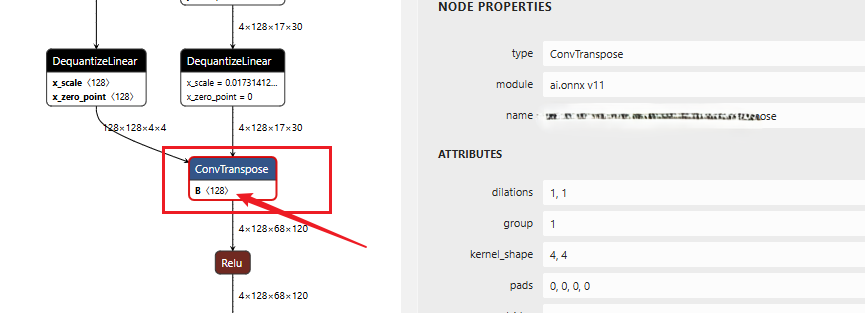 4×128×17×30
DequantizeLinear
x_scale 〈128〉
x_zero_point 〈128〉
DequantizeLinear
x_scale = 0.01731412...
x_zero_point = 0
128×128×4×4
4×128×17×30
ConvTranspose
B 〈128〉
4×128×68×120
Relu
4×128×68×120
NODE PROPERTIES
type
ConvTranspose
module
ai.onnx v11
name
ATTRIBUTES
dilations
1, 1
group
1
kernel_shape
4, 4
pads
0, 0, 0, 0